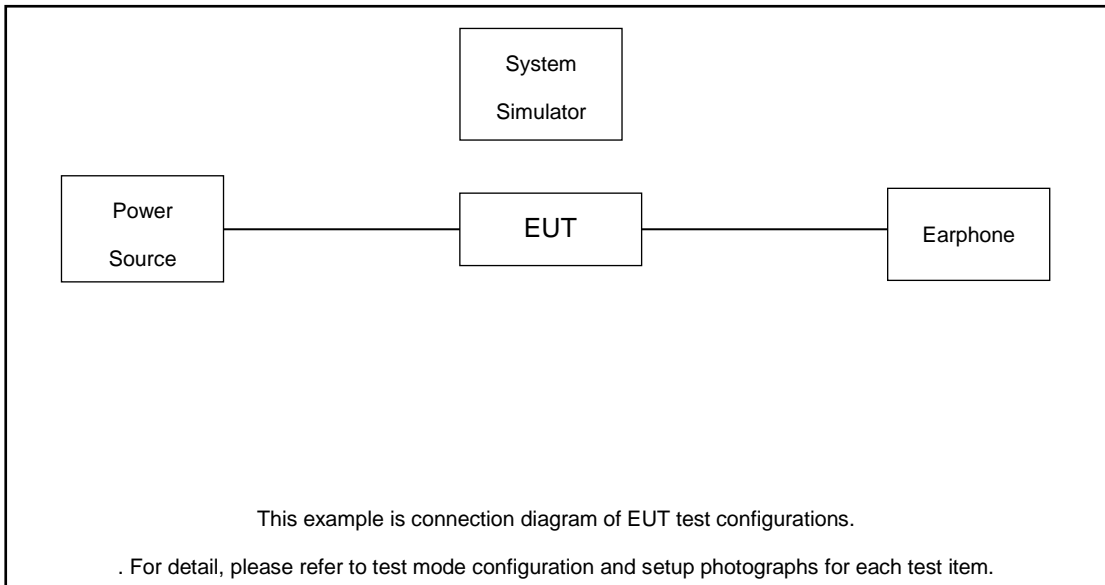 System
Simulator
Power
Source
EUT
Earphone
This example is connection diagram of EUT test configurations.
. For detail, please refer to test mode configuration and setup photographs for each test item.